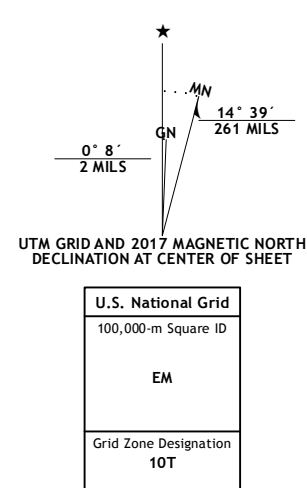 ★
MN
GN
14° 39´
261 MILS
0° 8´
2 MILS
UTM GRID AND 2017 MAGNETIC NORTH
DECLINATION AT CENTER OF SHEET
U.S. National Grid
100,000-m Square ID
EM
Grid Zone Designation
10T